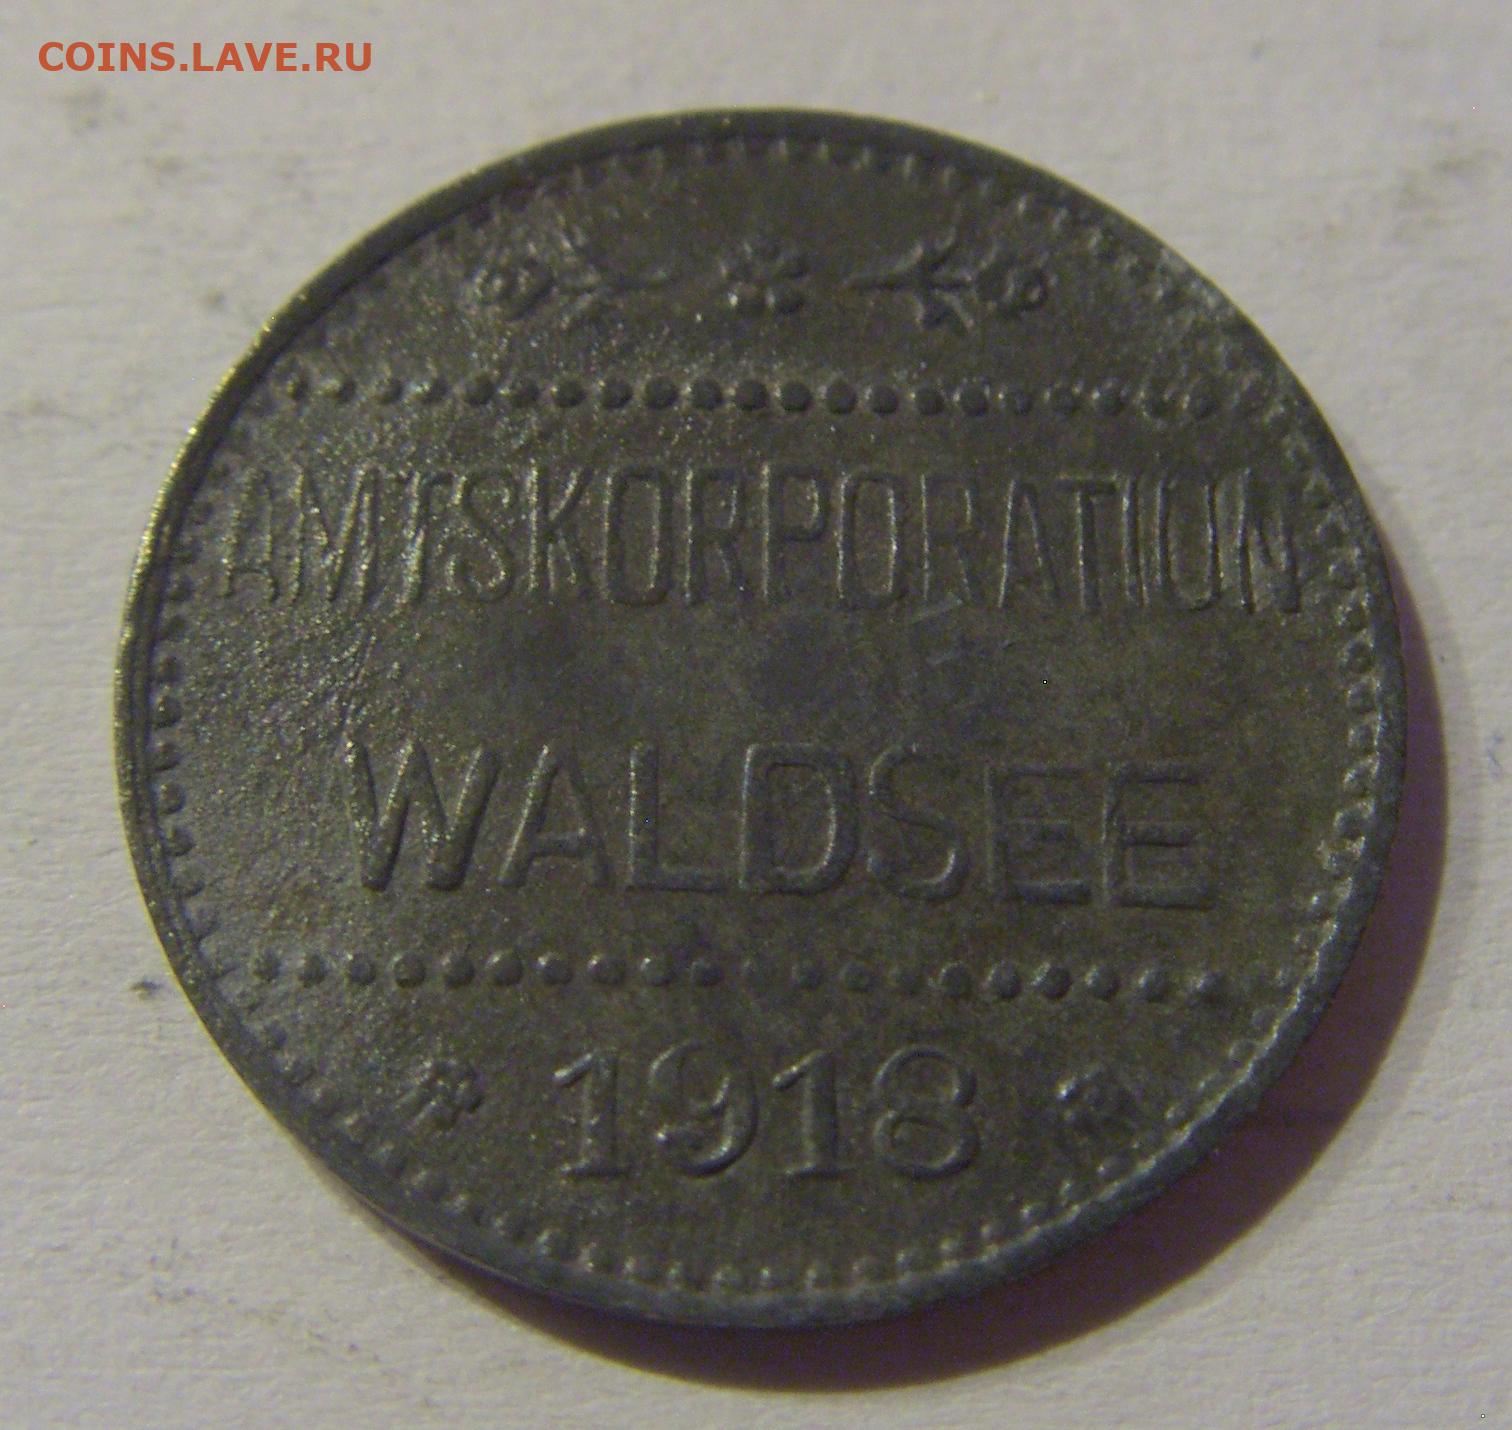 COINS.LAVE.RU
AMTSKORPORATION
WALDSEE
1918